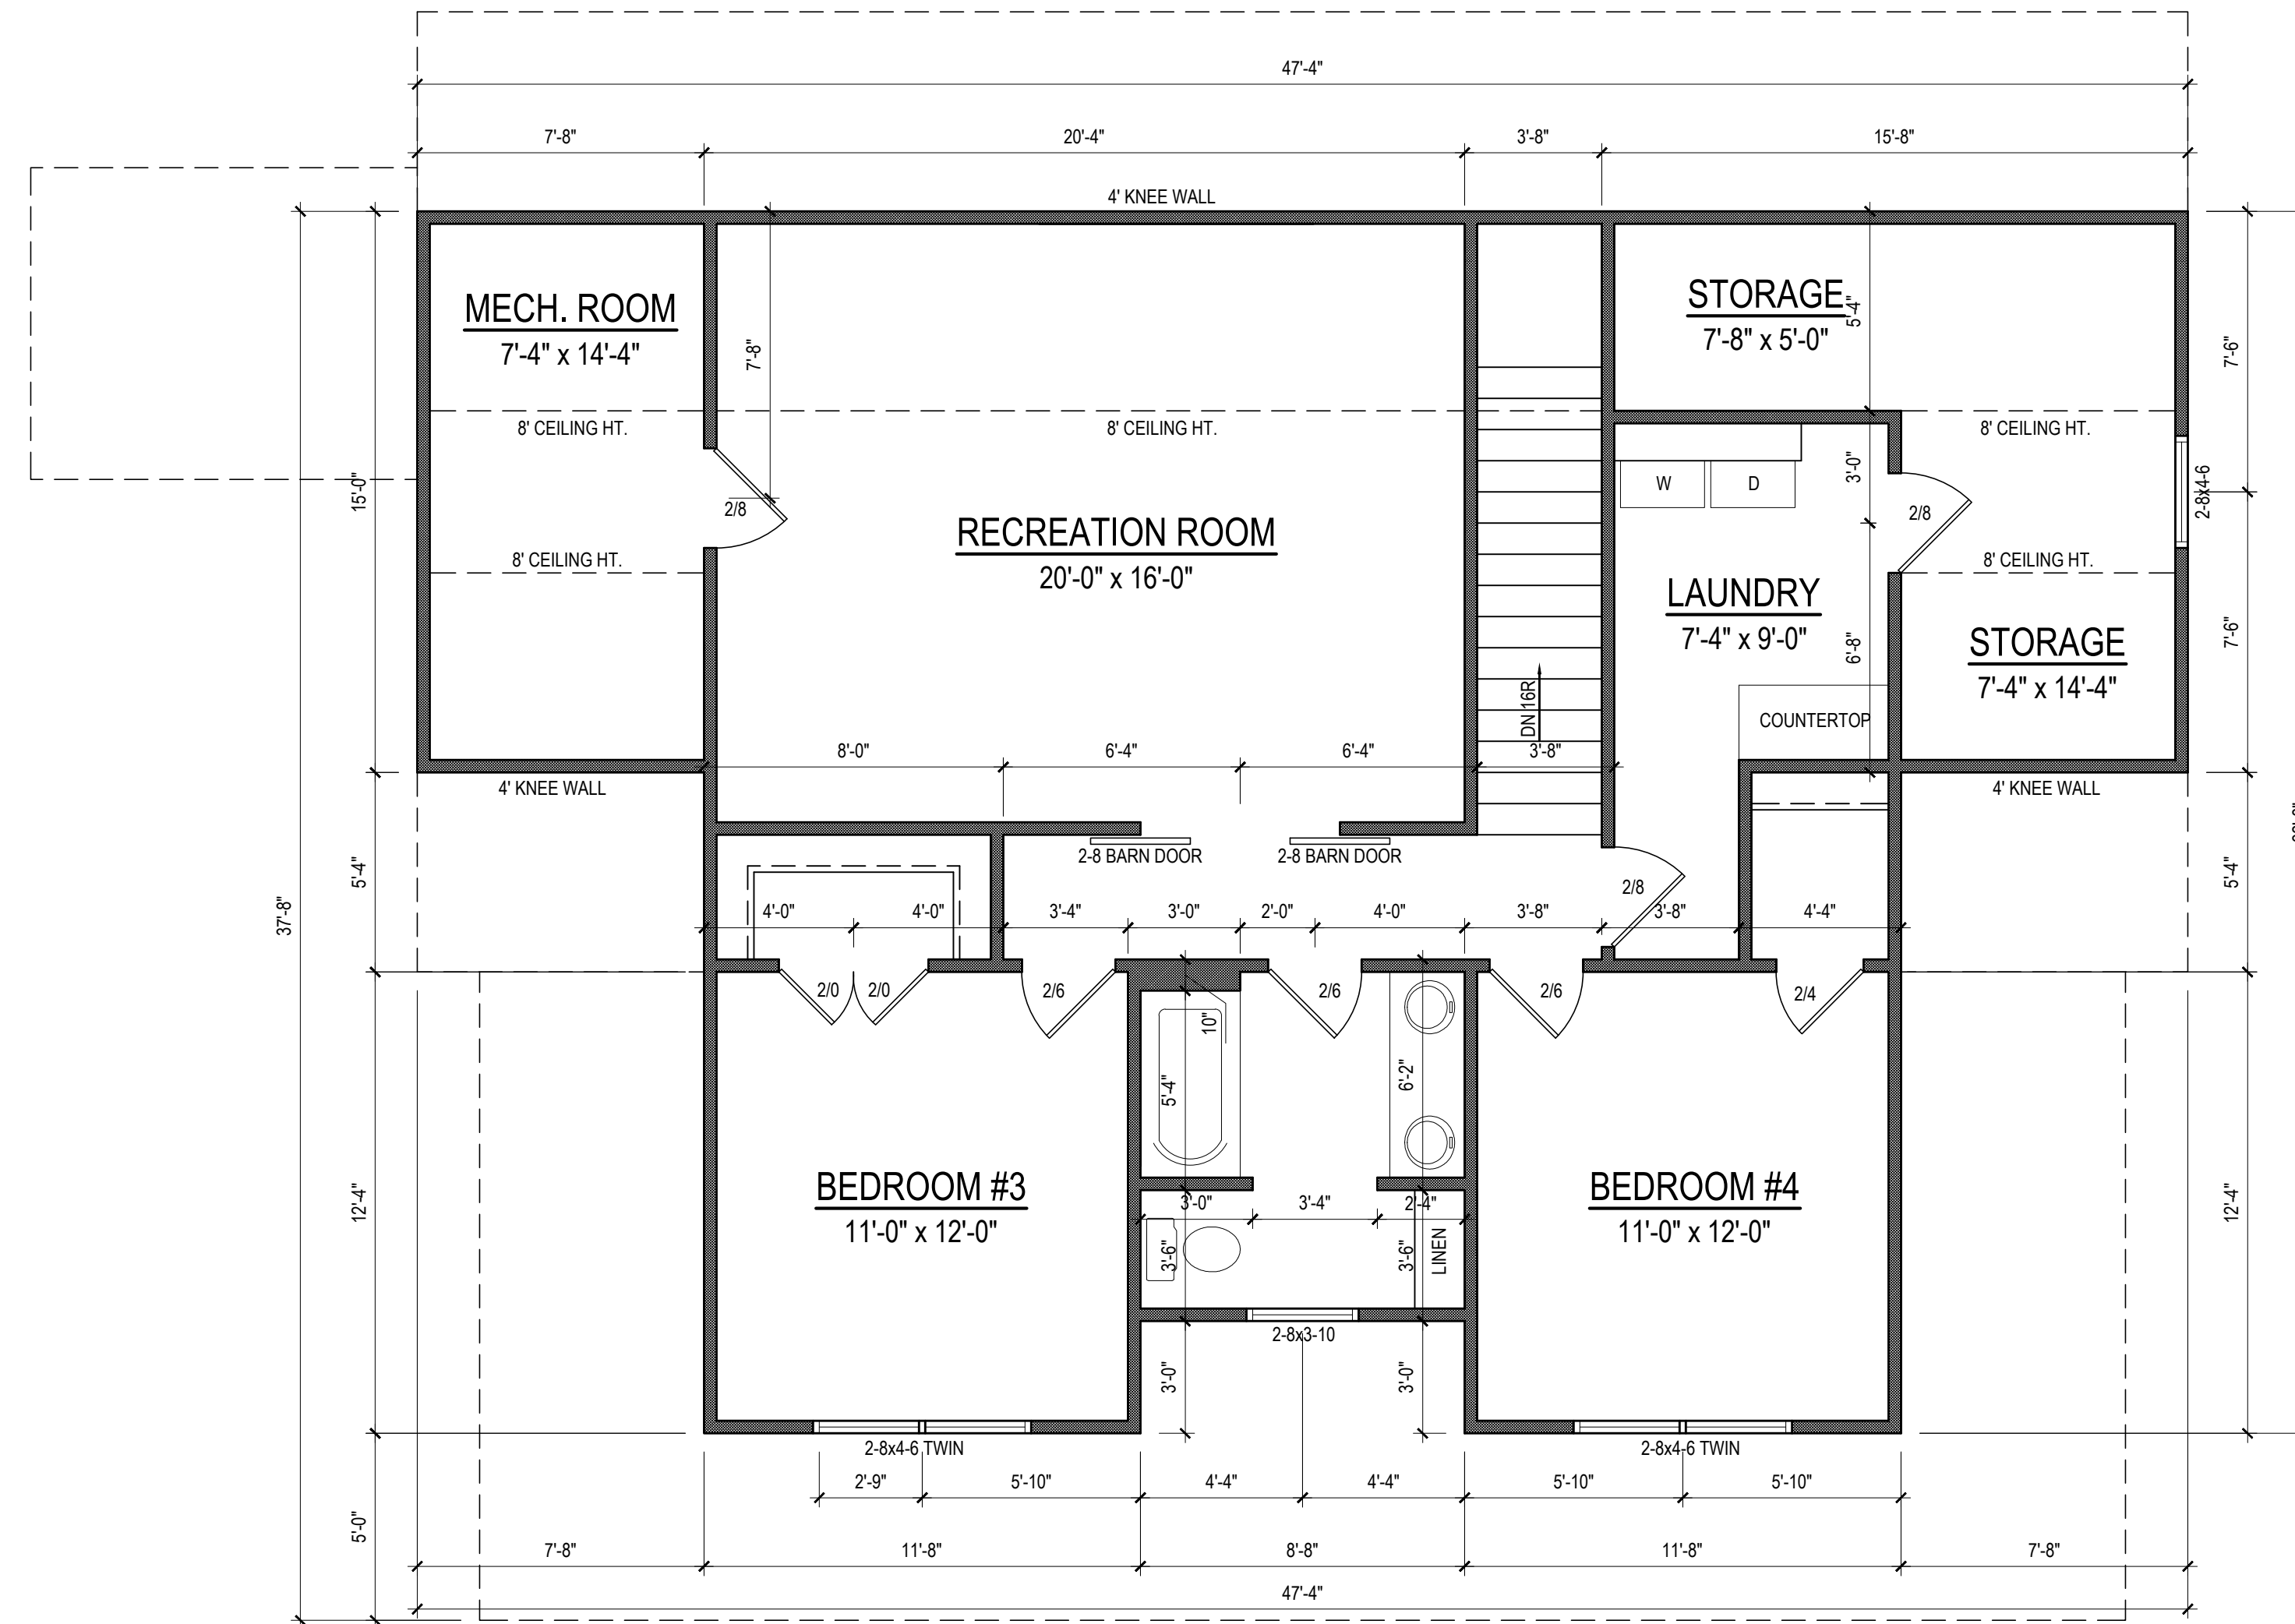 47'-4"
7'-8"
20'-4"
3'-8"
15'-8"
4' KNEE WALL
MECH. ROOM
7'-4" x 14'-4"
7'-8"
STORAGE
7'-8" x 5'-0"
5'-4"
7'-6"
8' CEILING HT.
8' CEILING HT.
8' CEILING HT.
15'-0"
2/8
W
D
3'-0"
2/8
2-8x4-6
RECREATION ROOM
20'-0" x 16'-0"
8' CEILING HT.
8' CEILING HT.
LAUNDRY
7'-4" x 9'-0"
6'-8"
STORAGE
7'-4" x 14'-4"
7'-6"
DN 16R
COUNTERTOP
8'-0"
6'-4"
6'-4"
3'-8"
4' KNEE WALL
4' KNEE WALL
2-8 BARN DOOR
2-8 BARN DOOR
5'-4"
2/8
5'-4"
37'-8"
4'-0"
4'-0"
3'-4"
3'-0"
2'-0"
4'-0"
3'-8"
3'-8"
4'-4"
2/0
2/0
2/6
2/6
2/6
2/4
10"
5'-4"
6'-2"
BEDROOM #3
11'-0" x 12'-0"
BEDROOM #4
11'-0" x 12'-0"
12'-4"
12'-4"
3'-0"
3'-4"
2'-4"
3'-6"
3'-6"
LINEN
2-8x3-10
3'-0"
3'-0"
2-8x4-6 TWIN
2-8x4-6 TWIN
2'-9"
5'-10"
4'-4"
4'-4"
5'-10"
5'-10"
5'-0"
7'-8"
11'-8"
8'-8"
11'-8"
7'-8"
47'-4"